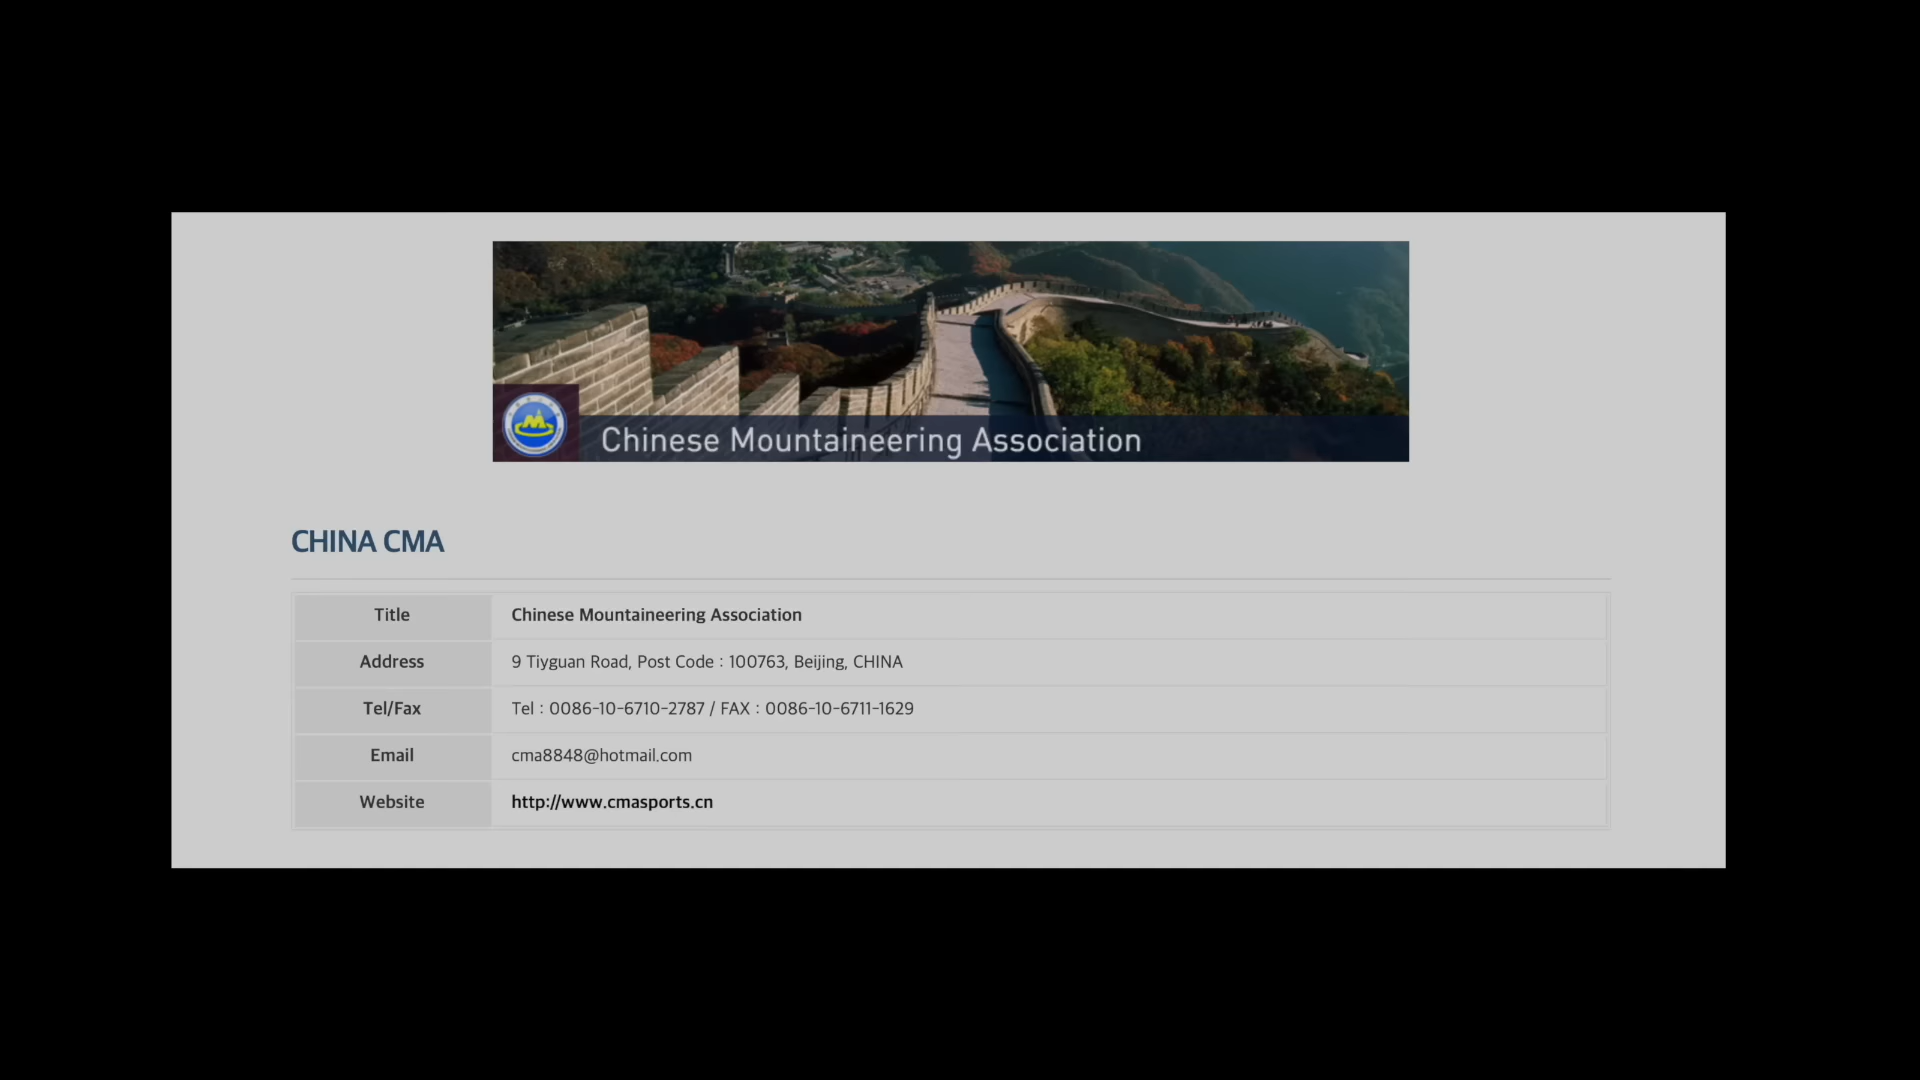 Chinese Mountaineering Association
CHINA CMA
Title Chinese Mountaineering Association
Address 9 Tiyguan Road, Post Code : 100763, Beijing, CHINA
Tel/Fax Tel : 0086-10-6710-2787 / FAX : 0086-10-6711-1629
Email cma8848@hotmail.com
Website http://www.cmasports.cn